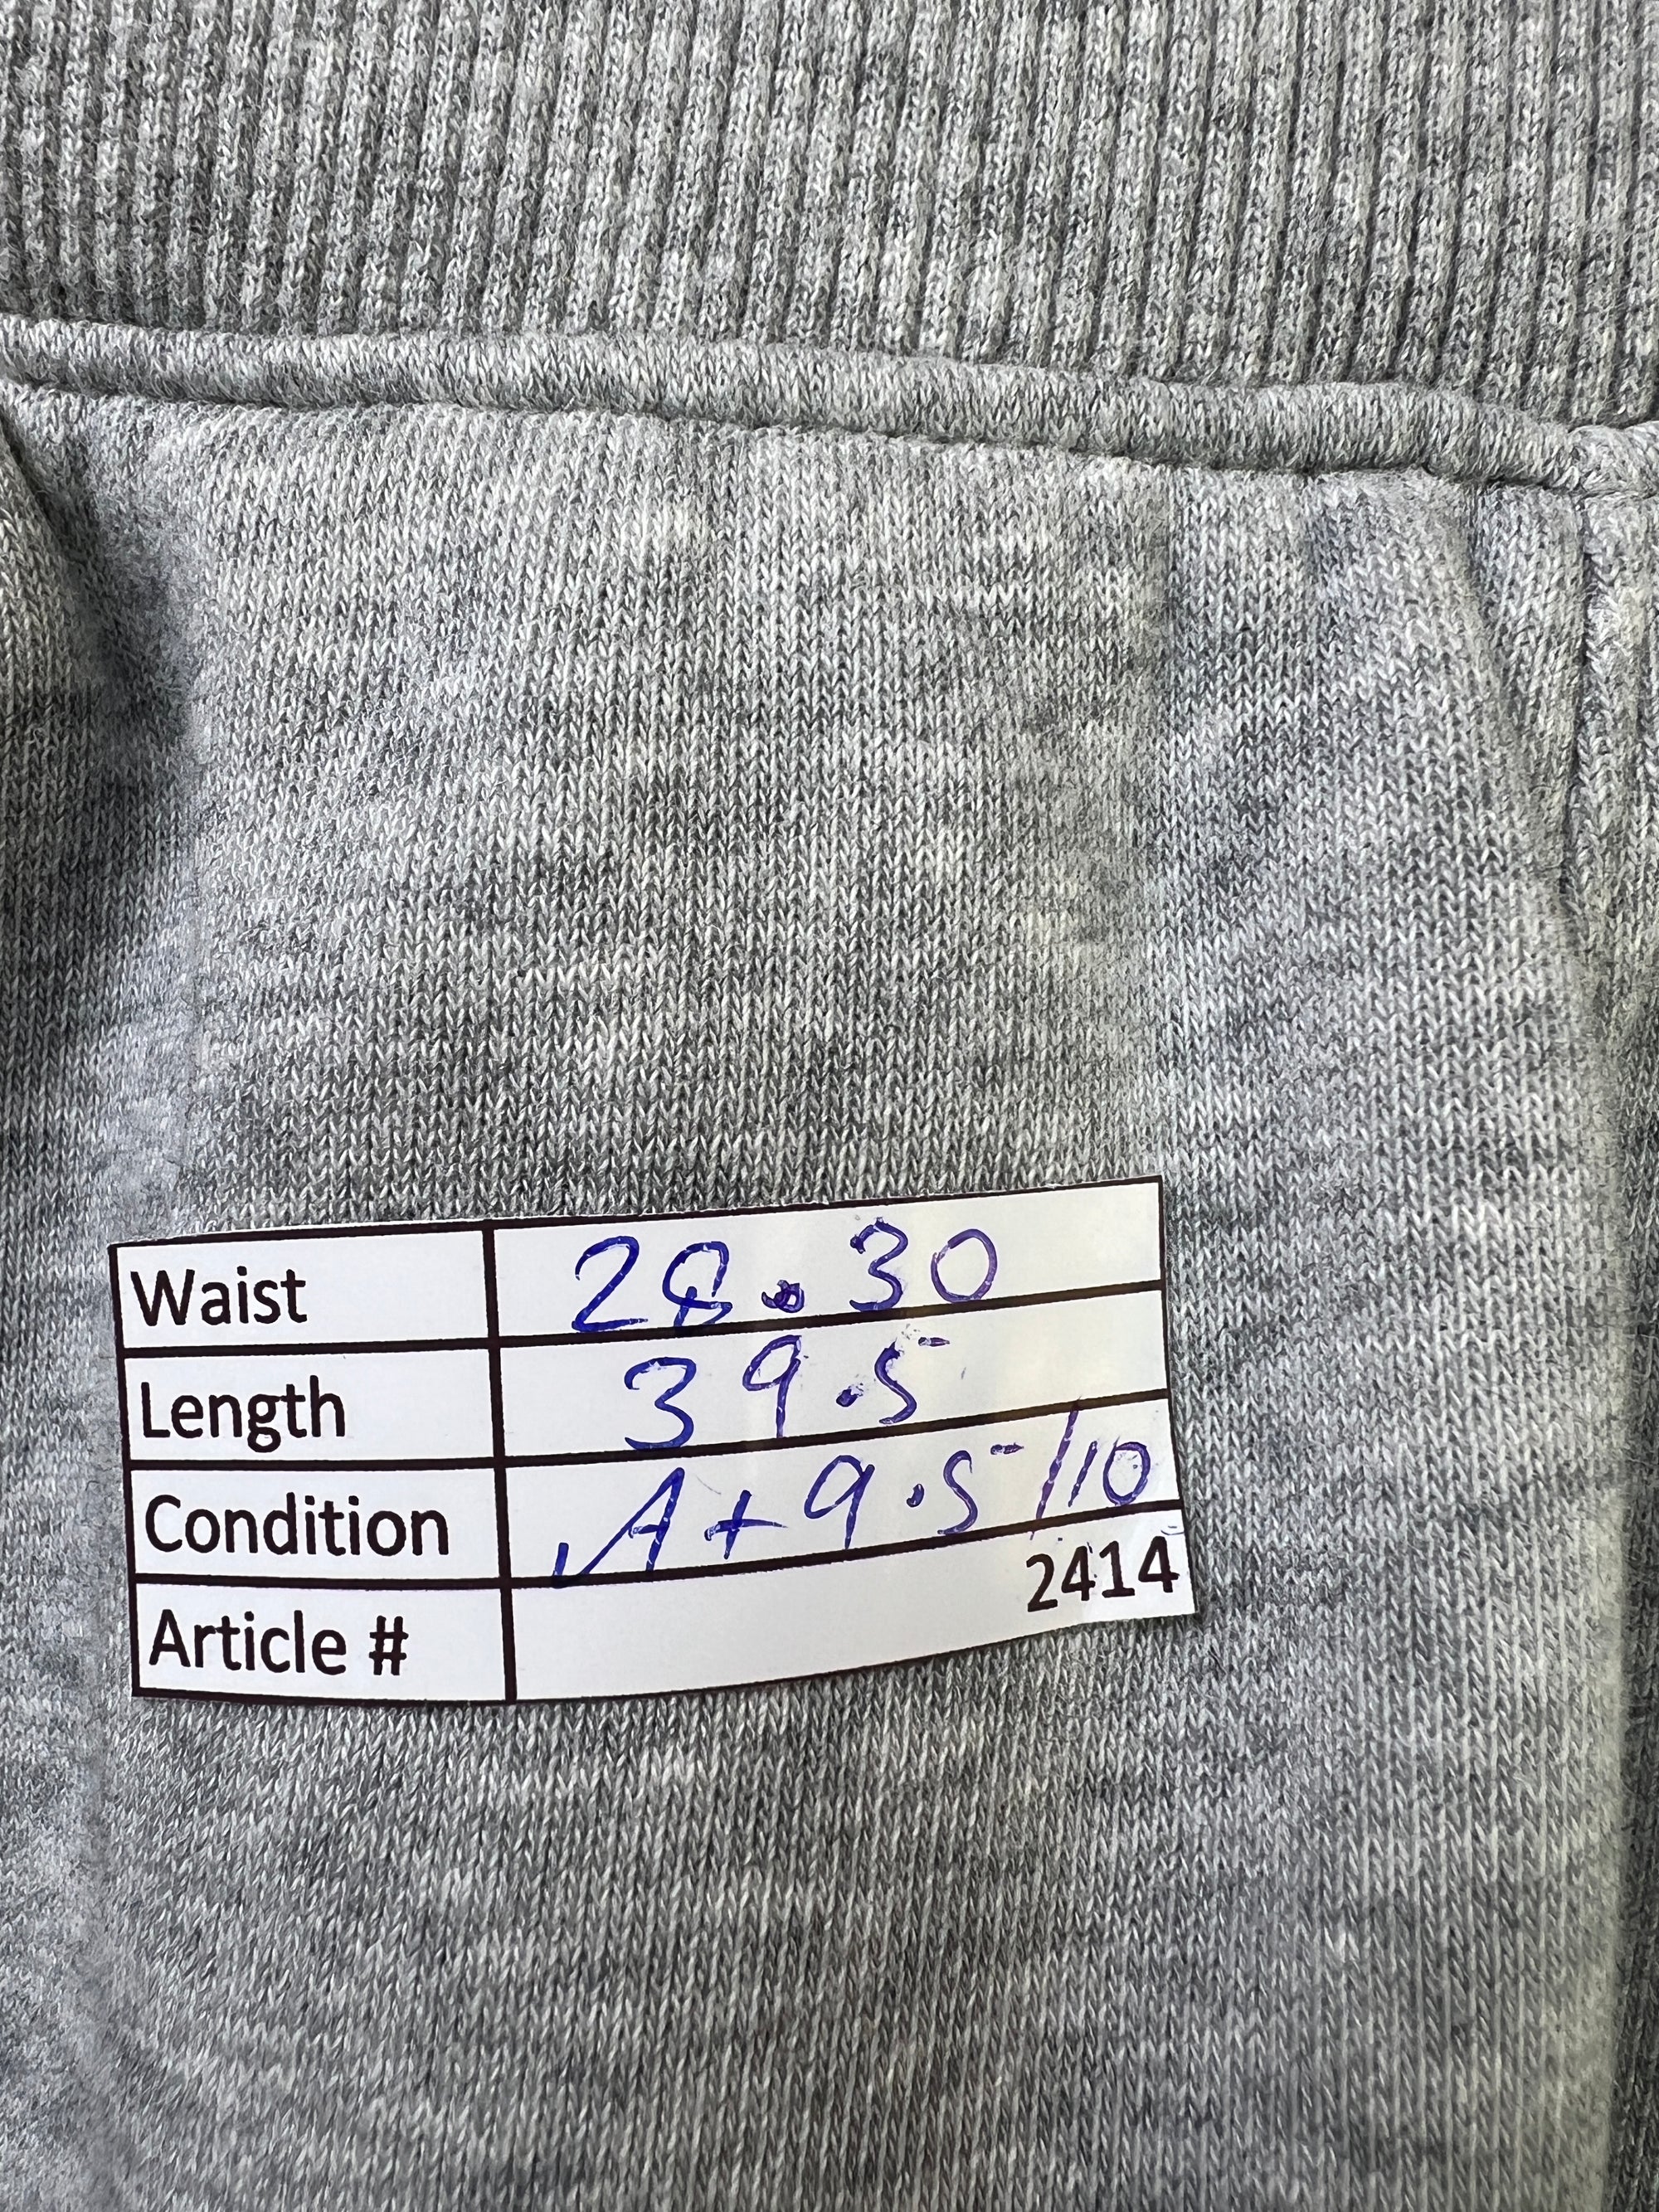 Waist 28.30
Length 39.5
Condition A+ 9.5/10
Article # 2414